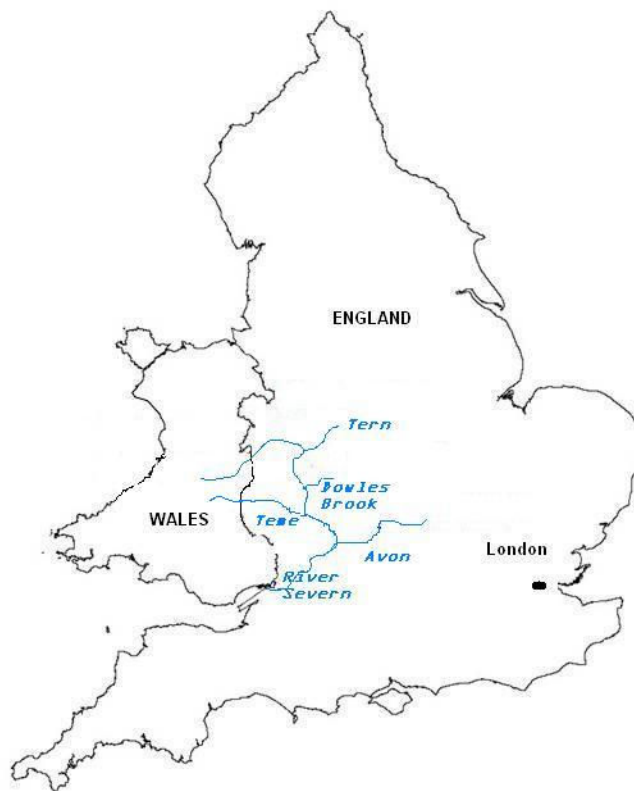 ENGLAND
Tern
Dowles
Brook
WALES
Teme
Avon
London
River
Severn